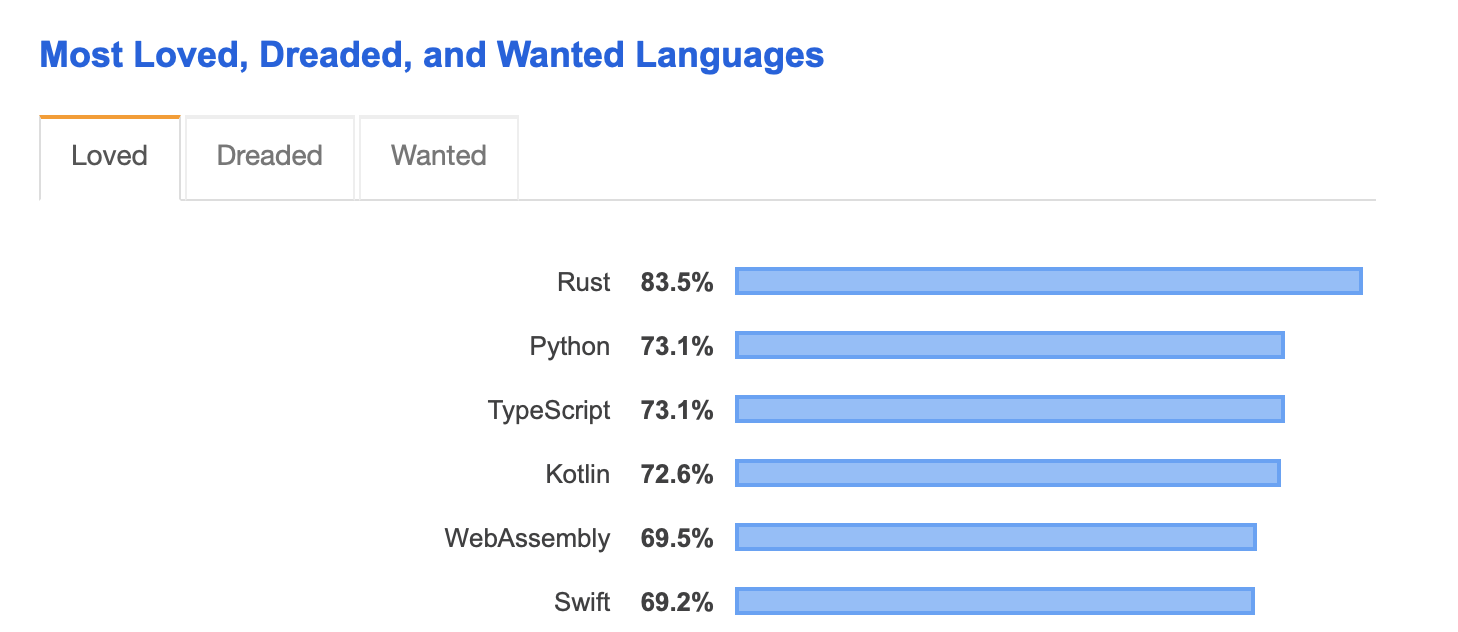 Most Loved, Dreaded, and Wanted Languages
Loved Dreaded Wanted
Rust 83.5%
Python 73.1%
TypeScript 73.1%
Kotlin 72.6%
WebAssembly 69.5%
Swift 69.2%